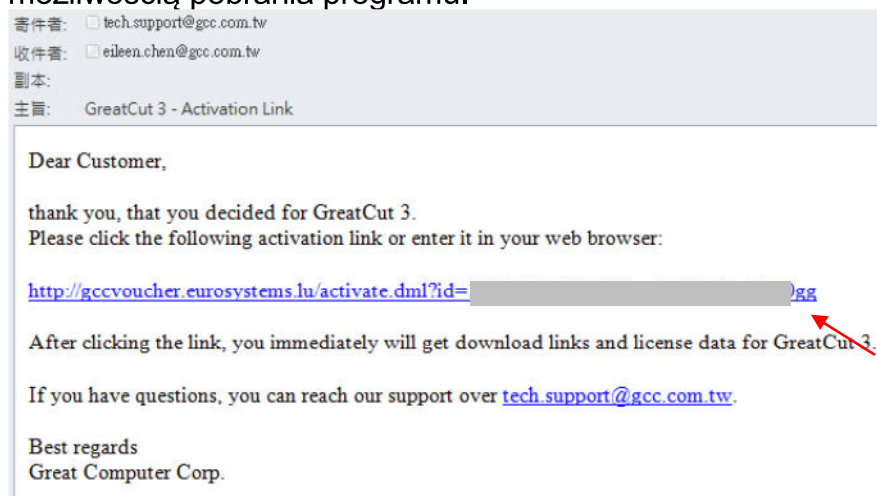 możliwością pobrania programu.
寄件者: tech.support@gcc.com.tw
收件者: eileen.chen@gcc.com.tw
副本:
主旨: GreatCut 3 - Activation Link
Dear Customer,
thank you, that you decided for GreatCut 3.
Please click the following activation link or enter it in your web browser:
http://gccvoucher.eurosystems.lu/activate.dml?id= gg
After clicking the link, you immediately will get download links and license data for GreatCut 3.
If you have questions, you can reach our support over tech.support@gcc.com.tw.
Best regards
Great Computer Corp.